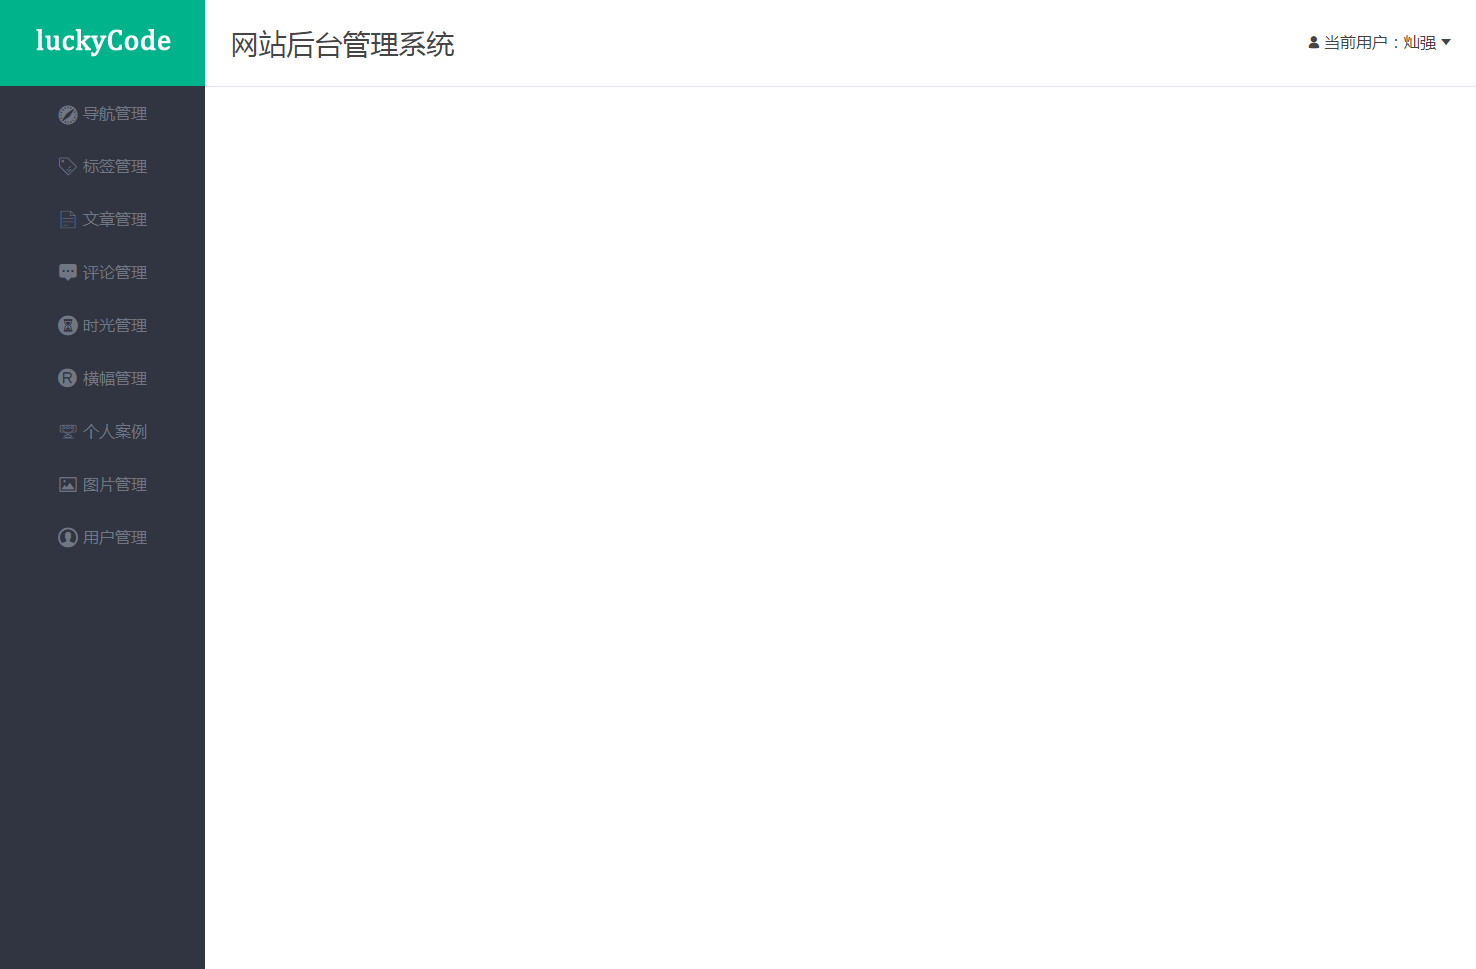 luckyCode
网站后台管理系统
当前用户：灿强
导航管理
标签管理
文章管理
评论管理
时光管理
横幅管理
个人案例
图片管理
用户管理